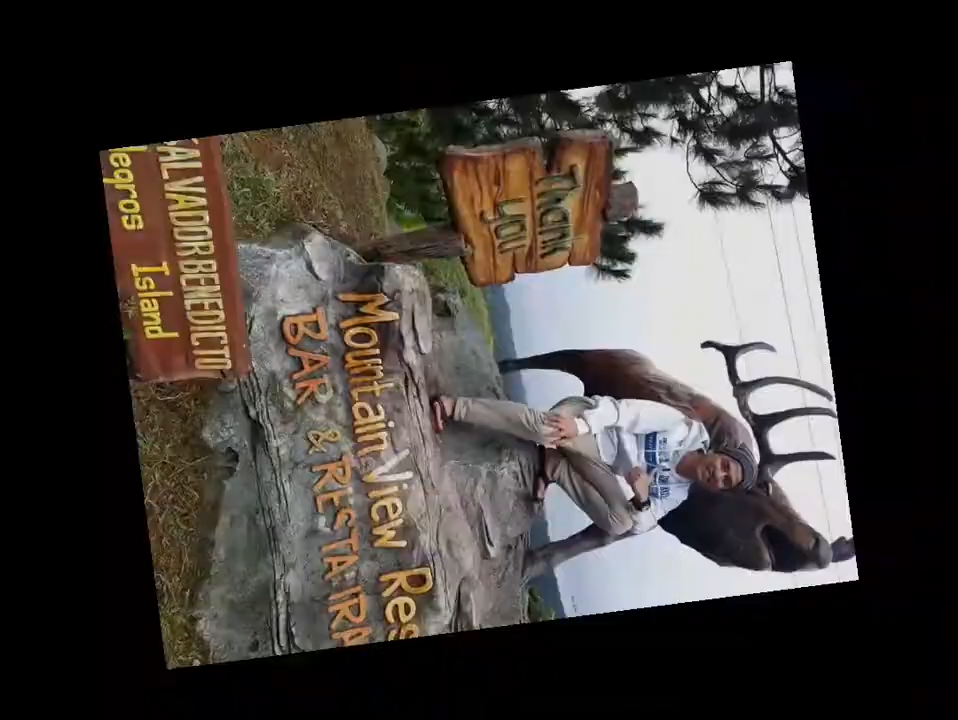 Thank
you
Mountain View Res
BAR & RESTAURA
SALVADOR BENEDICTO
Negros Island